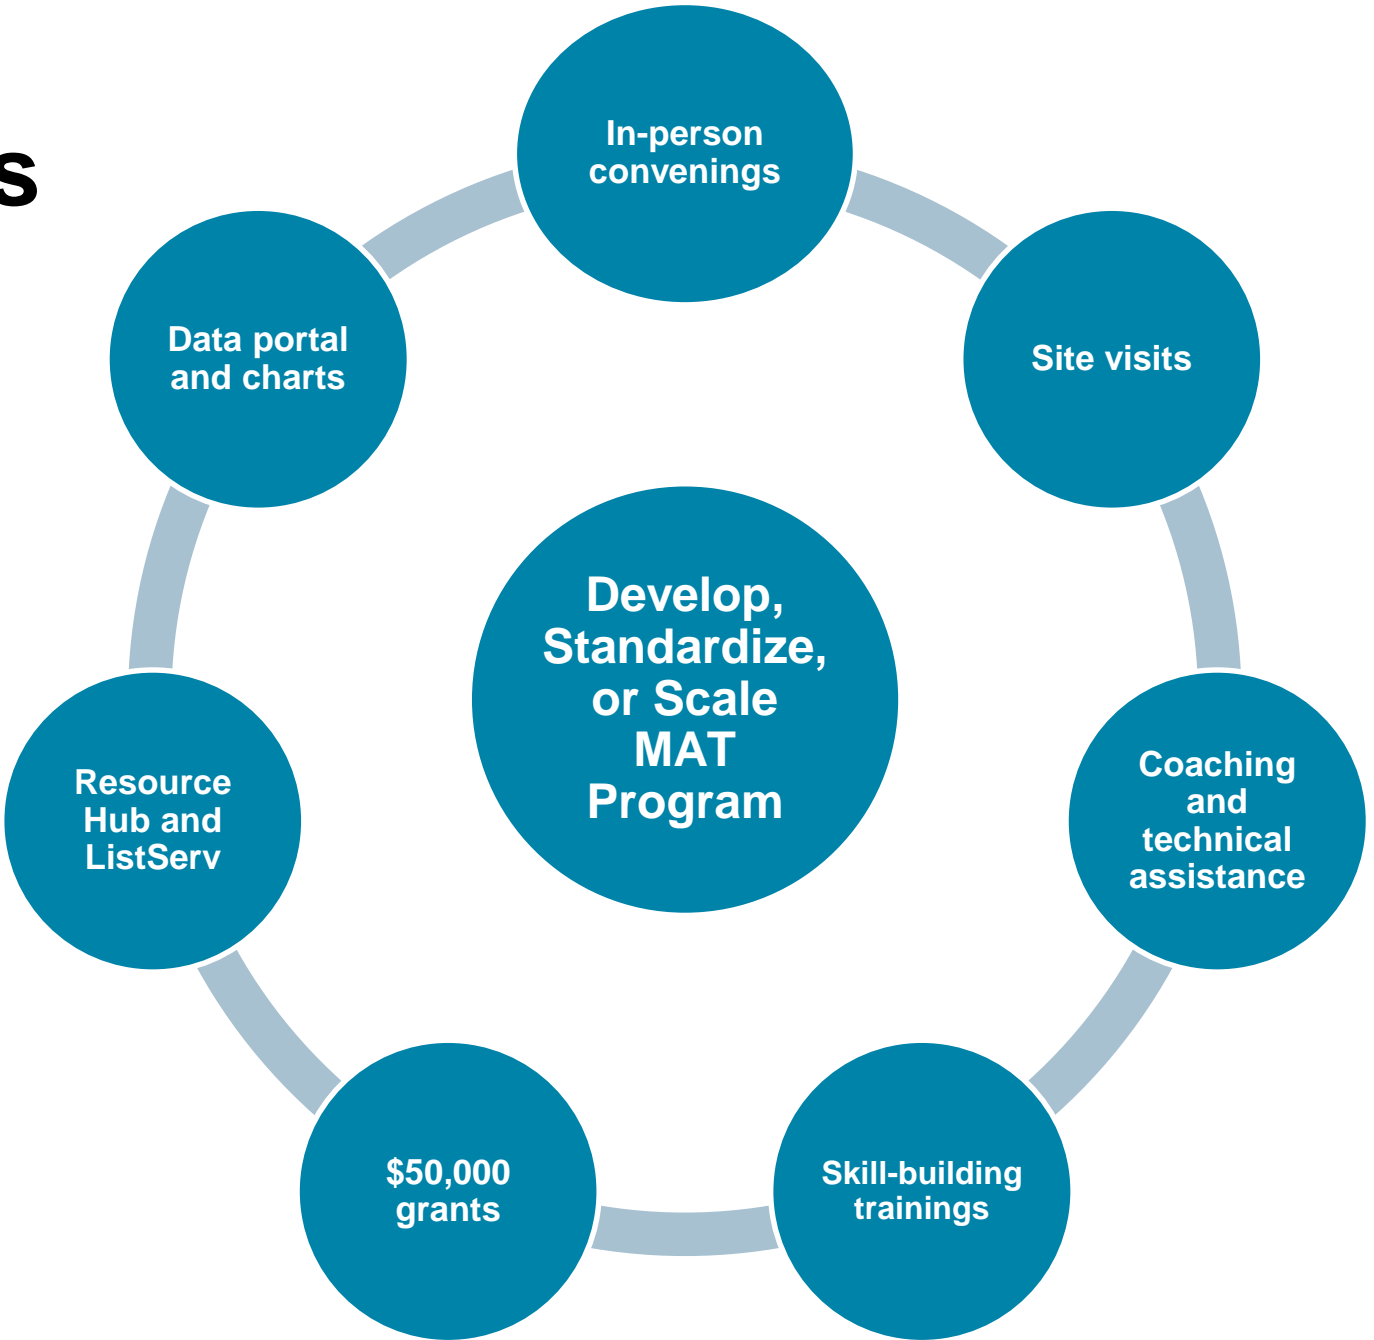 s
In-person
convenings
Site visits
Coaching
and
technical
assistance
Skill-building
trainings
$50,000
grants
Resource
Hub and
ListServ
Data portal
and charts
Develop,
Standardize,
or Scale
MAT
Program